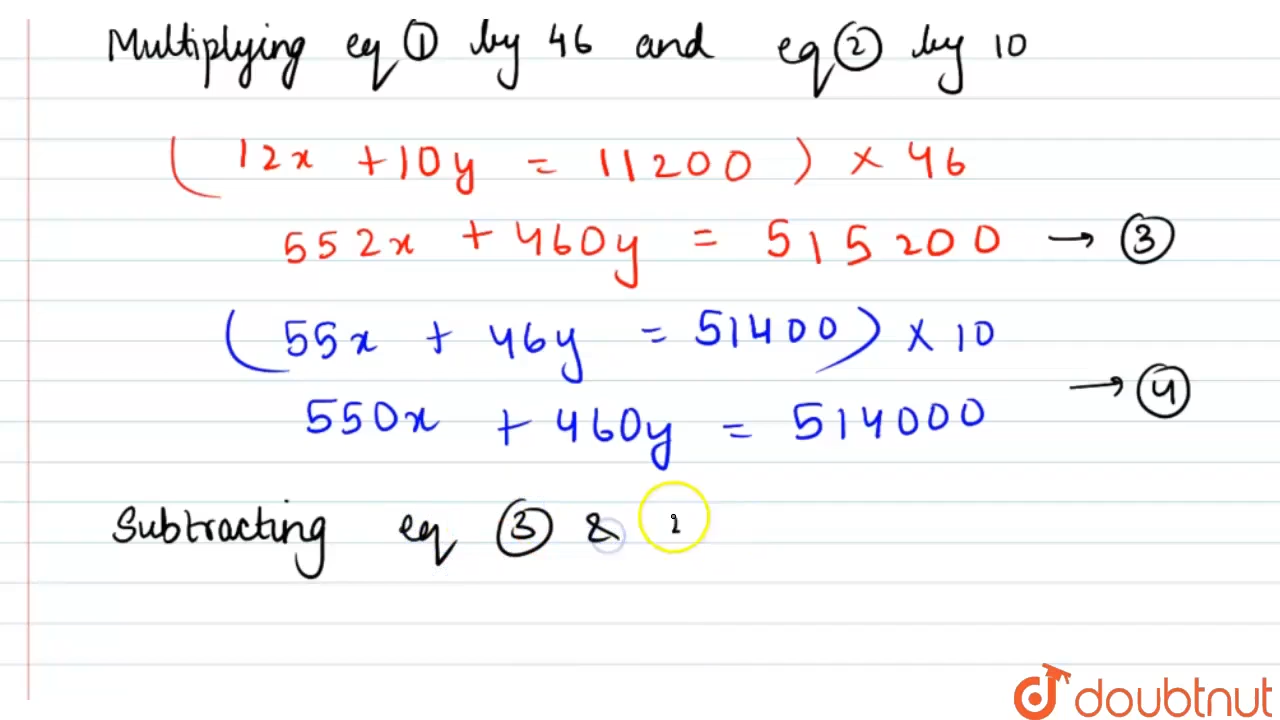 Multiplying eq ① by 46 and eq ② by 10
( 12x + 10y = 11200 ) × 46
552x + 460y = 515200 → ③
( 55x + 46y = 51400 ) × 10
550x + 460y = 514000 → ④
Subtracting eq ③ &
doubtnut